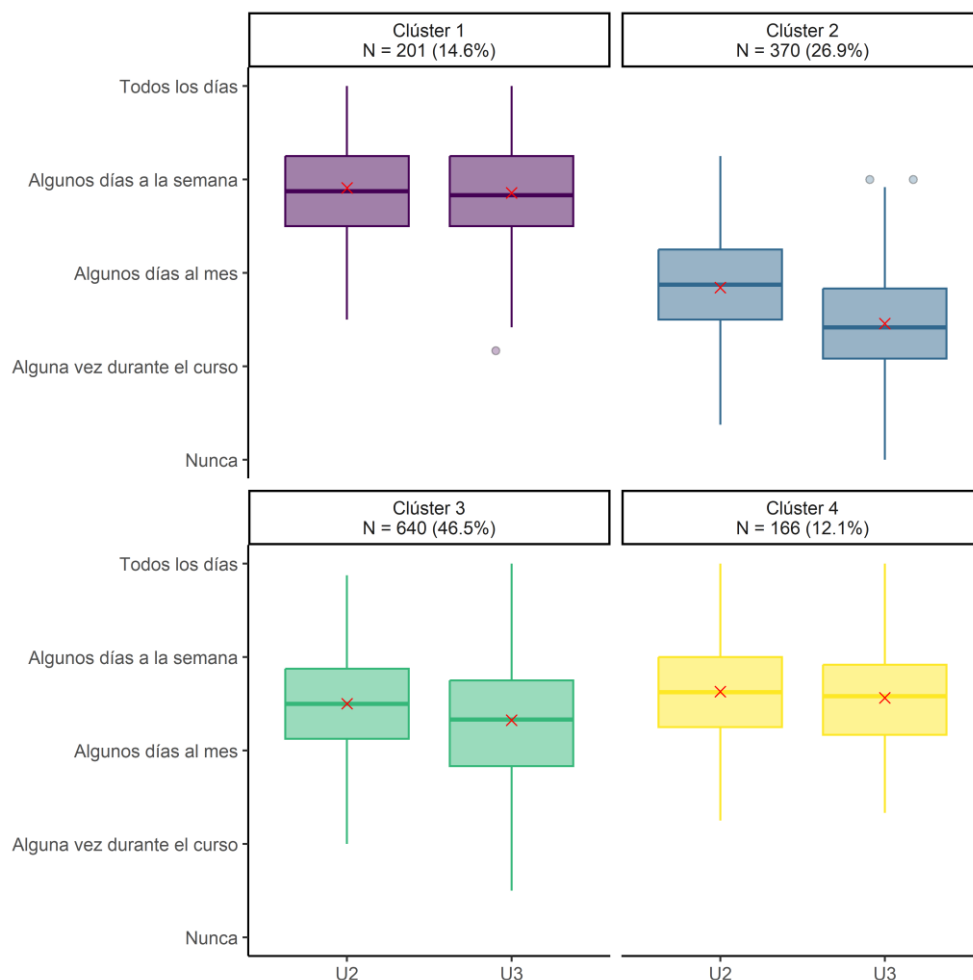 Clúster 1
N = 201 (14.6%)
Clúster 2
N = 370 (26.9%)
Todos los días
Algunos días a la semana
Algunos días al mes
Alguna vez durante el curso
Nunca
Clúster 3
N = 640 (46.5%)
Clúster 4
N = 166 (12.1%)
Todos los días
Algunos días a la semana
Algunos días al mes
Alguna vez durante el curso
Nunca
U2
U3
U2
U3